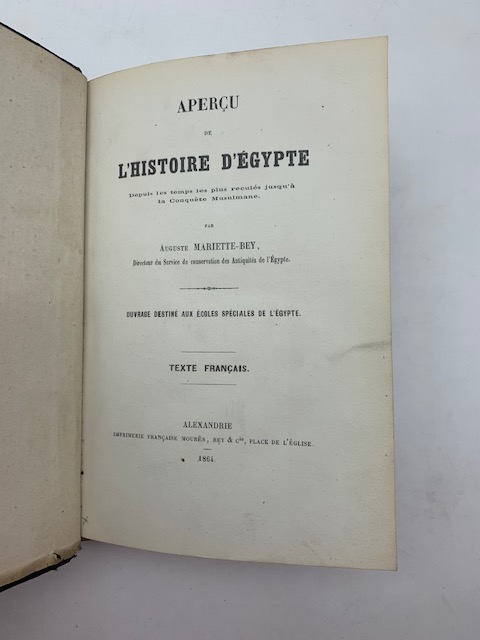 APERÇU
DE
L'HISTOIRE D'ÉGYPTE
Depuis les temps les plus reculés jusqu'à
la Conquête Musulmane.
PAR
AUGUSTE MARIETTE-BEY,
Directeur du Service de conservation des Antiquités de l'Égypte.
OUVRAGE DESTINÉ AUX ÉCOLES SPÉCIALES DE L'ÉGYPTE.
TEXTE FRANÇAIS.
ALEXANDRIE
IMPRIMERIE FRANÇAISE MOURÈS, REY & Cie, PLACE DE L'ÉGLISE.
1864